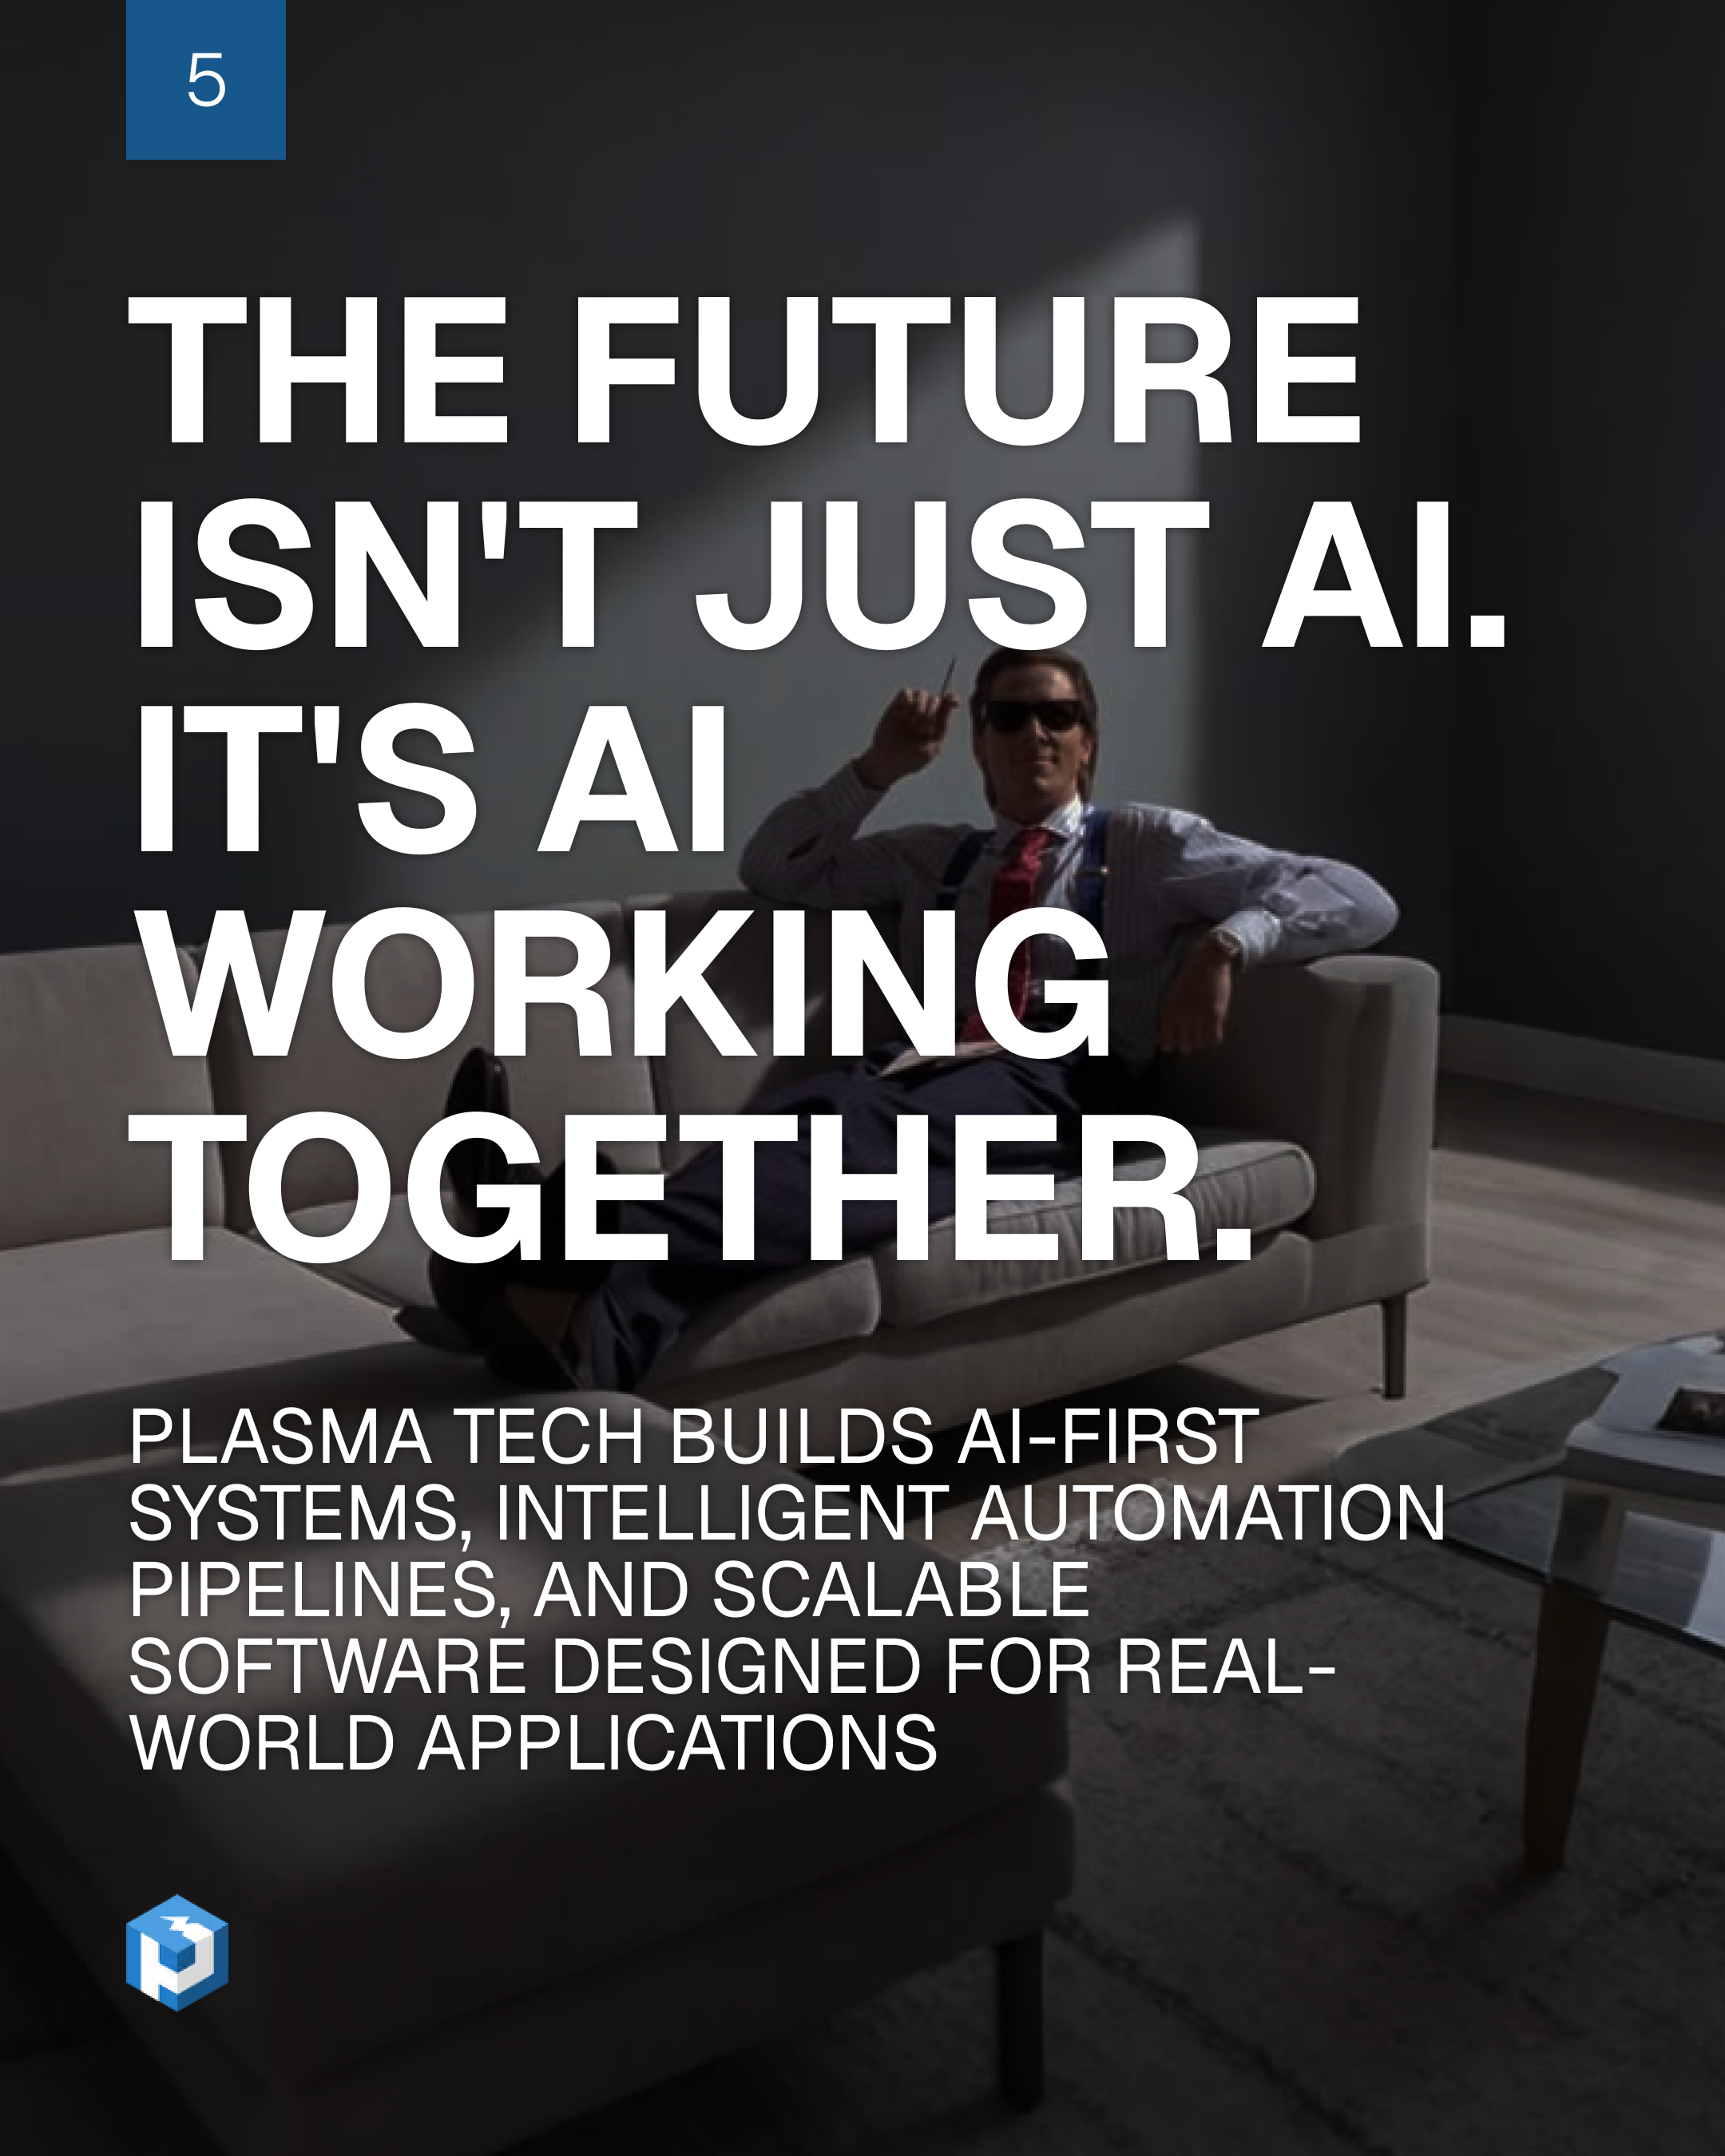 5
THE FUTURE
ISN'T JUST AI.
IT'S AI
WORKING
TOGETHER.
PLASMA TECH BUILDS AI-FIRST
SYSTEMS, INTELLIGENT AUTOMATION
PIPELINES, AND SCALABLE
SOFTWARE DESIGNED FOR REAL-
WORLD APPLICATIONS